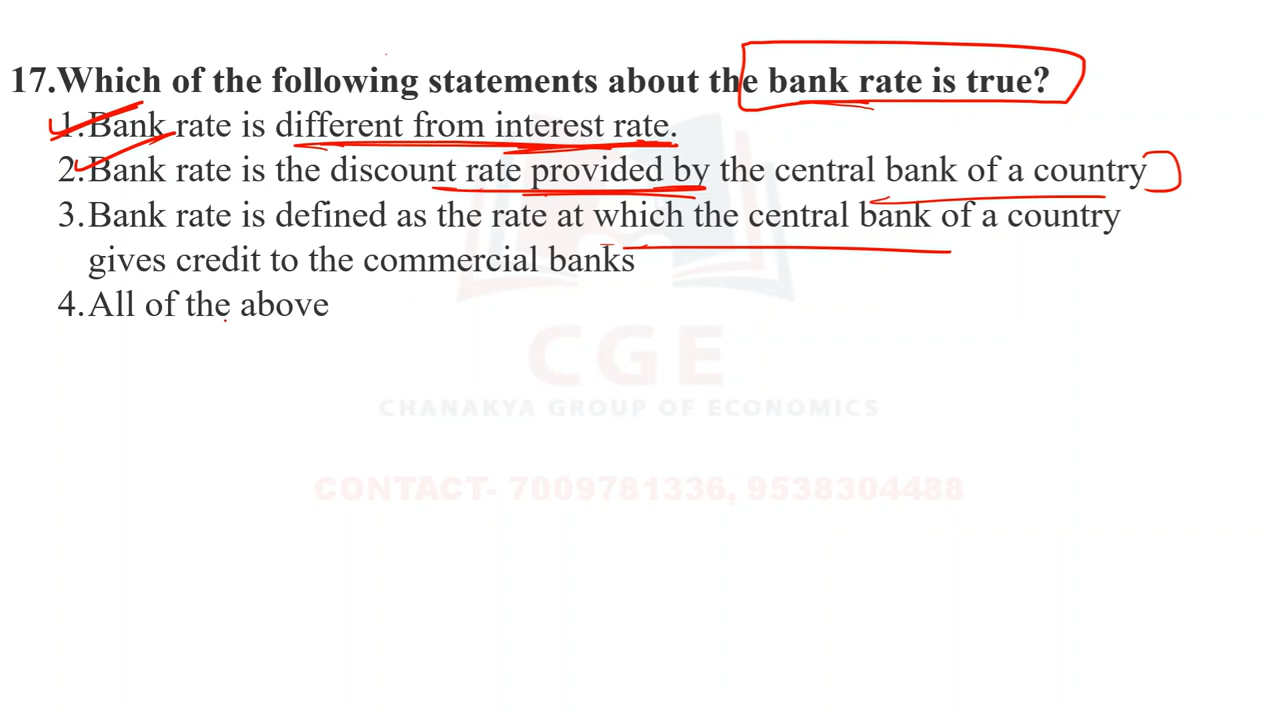 17.Which of the following statements about the bank rate is true?
1.Bank rate is different from interest rate.
2.Bank rate is the discount rate provided by the central bank of a country
3.Bank rate is defined as the rate at which the central bank of a country
gives credit to the commercial banks
4.All of the above
CGE
CHANAKYA GROUP OF ECONOMICS
CONTACT- 7009781336, 9538304488